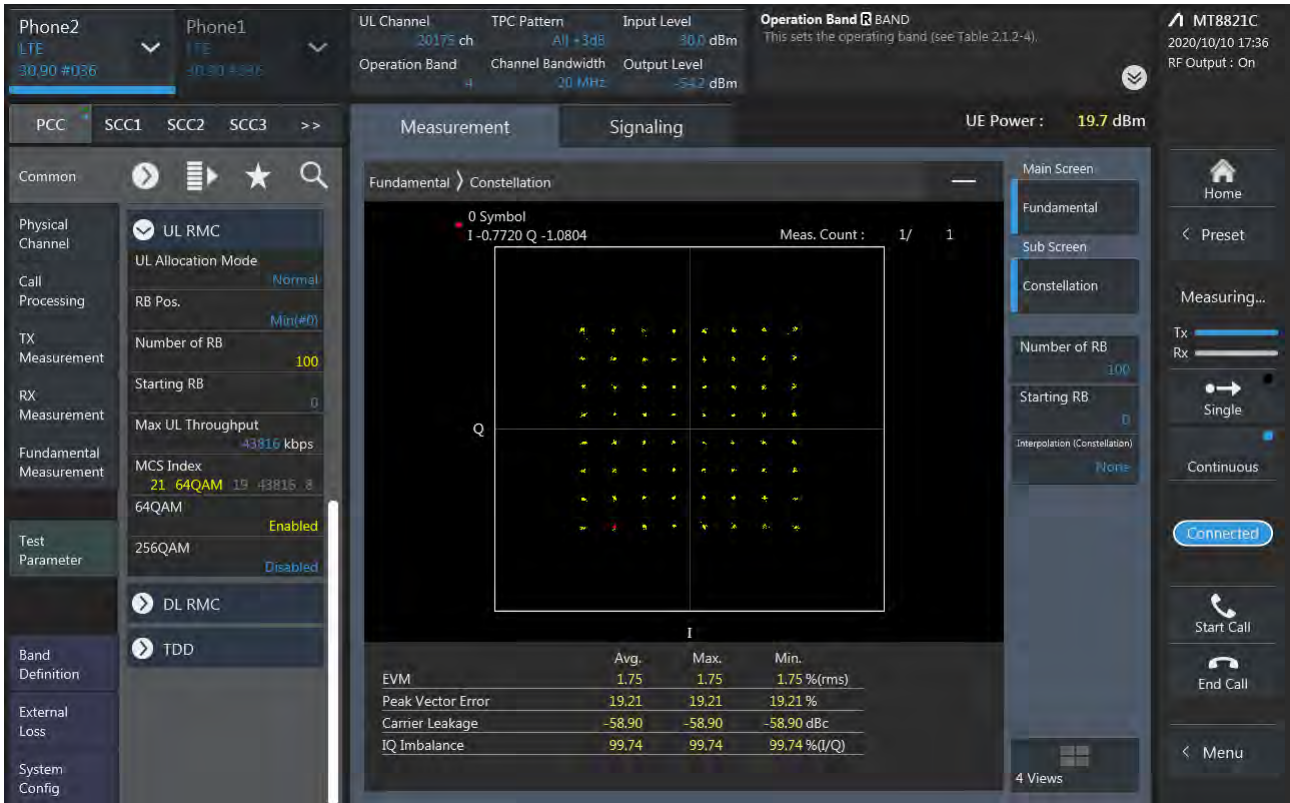 Phone2
LTE
30.90 #036
Phone1
LTE
30.90 #036
UL Channel
20175 ch
TPC Pattern
All +3dB
Input Level
30.0 dBm
Operation Band
4
Channel Bandwidth
20 MHz
Output Level
-54.2 dBm
Operation Band R BAND
This sets the operating band (see Table 2.1.2-4).
MT8821C
2020/10/10 17:36
RF Output : On
PCC SCC1 SCC2 SCC3 >>
Measurement
Signaling
UE Power : 19.7 dBm
Common
Physical
Channel
Call
Processing
TX
Measurement
RX
Measurement
Fundamental
Measurement
Test
Parameter
Band
Definition
External
Loss
System
Config
UL RMC
UL Allocation Mode
Normal
RB Pos.
Min(#0)
Number of RB
100
Starting RB
0
Max UL Throughput
43816 kbps
MCS Index
21 64QAM 19 43816 8
64QAM
Enabled
256QAM
Disabled
DL RMC
TDD
Fundamental 〉 Constellation
0 Symbol
I -0.7720 Q -1.0804
Meas. Count : 1/ 1
Q
I
Avg. Max. Min.
EVM 1.75 1.75 1.75 %(rms)
Peak Vector Error 19.21 19.21 19.21 %
Carrier Leakage -58.90 -58.90 -58.90 dBc
IQ Imbalance 99.74 99.74 99.74 %(I/Q)
Main Screen
Fundamental
Sub Screen
Constellation
Number of RB
100
Starting RB
0
Interpolation (Constellation)
None
4 Views
Home
< Preset
Measuring...
Tx
Rx
Single
Continuous
Connected
Start Call
End Call
< Menu